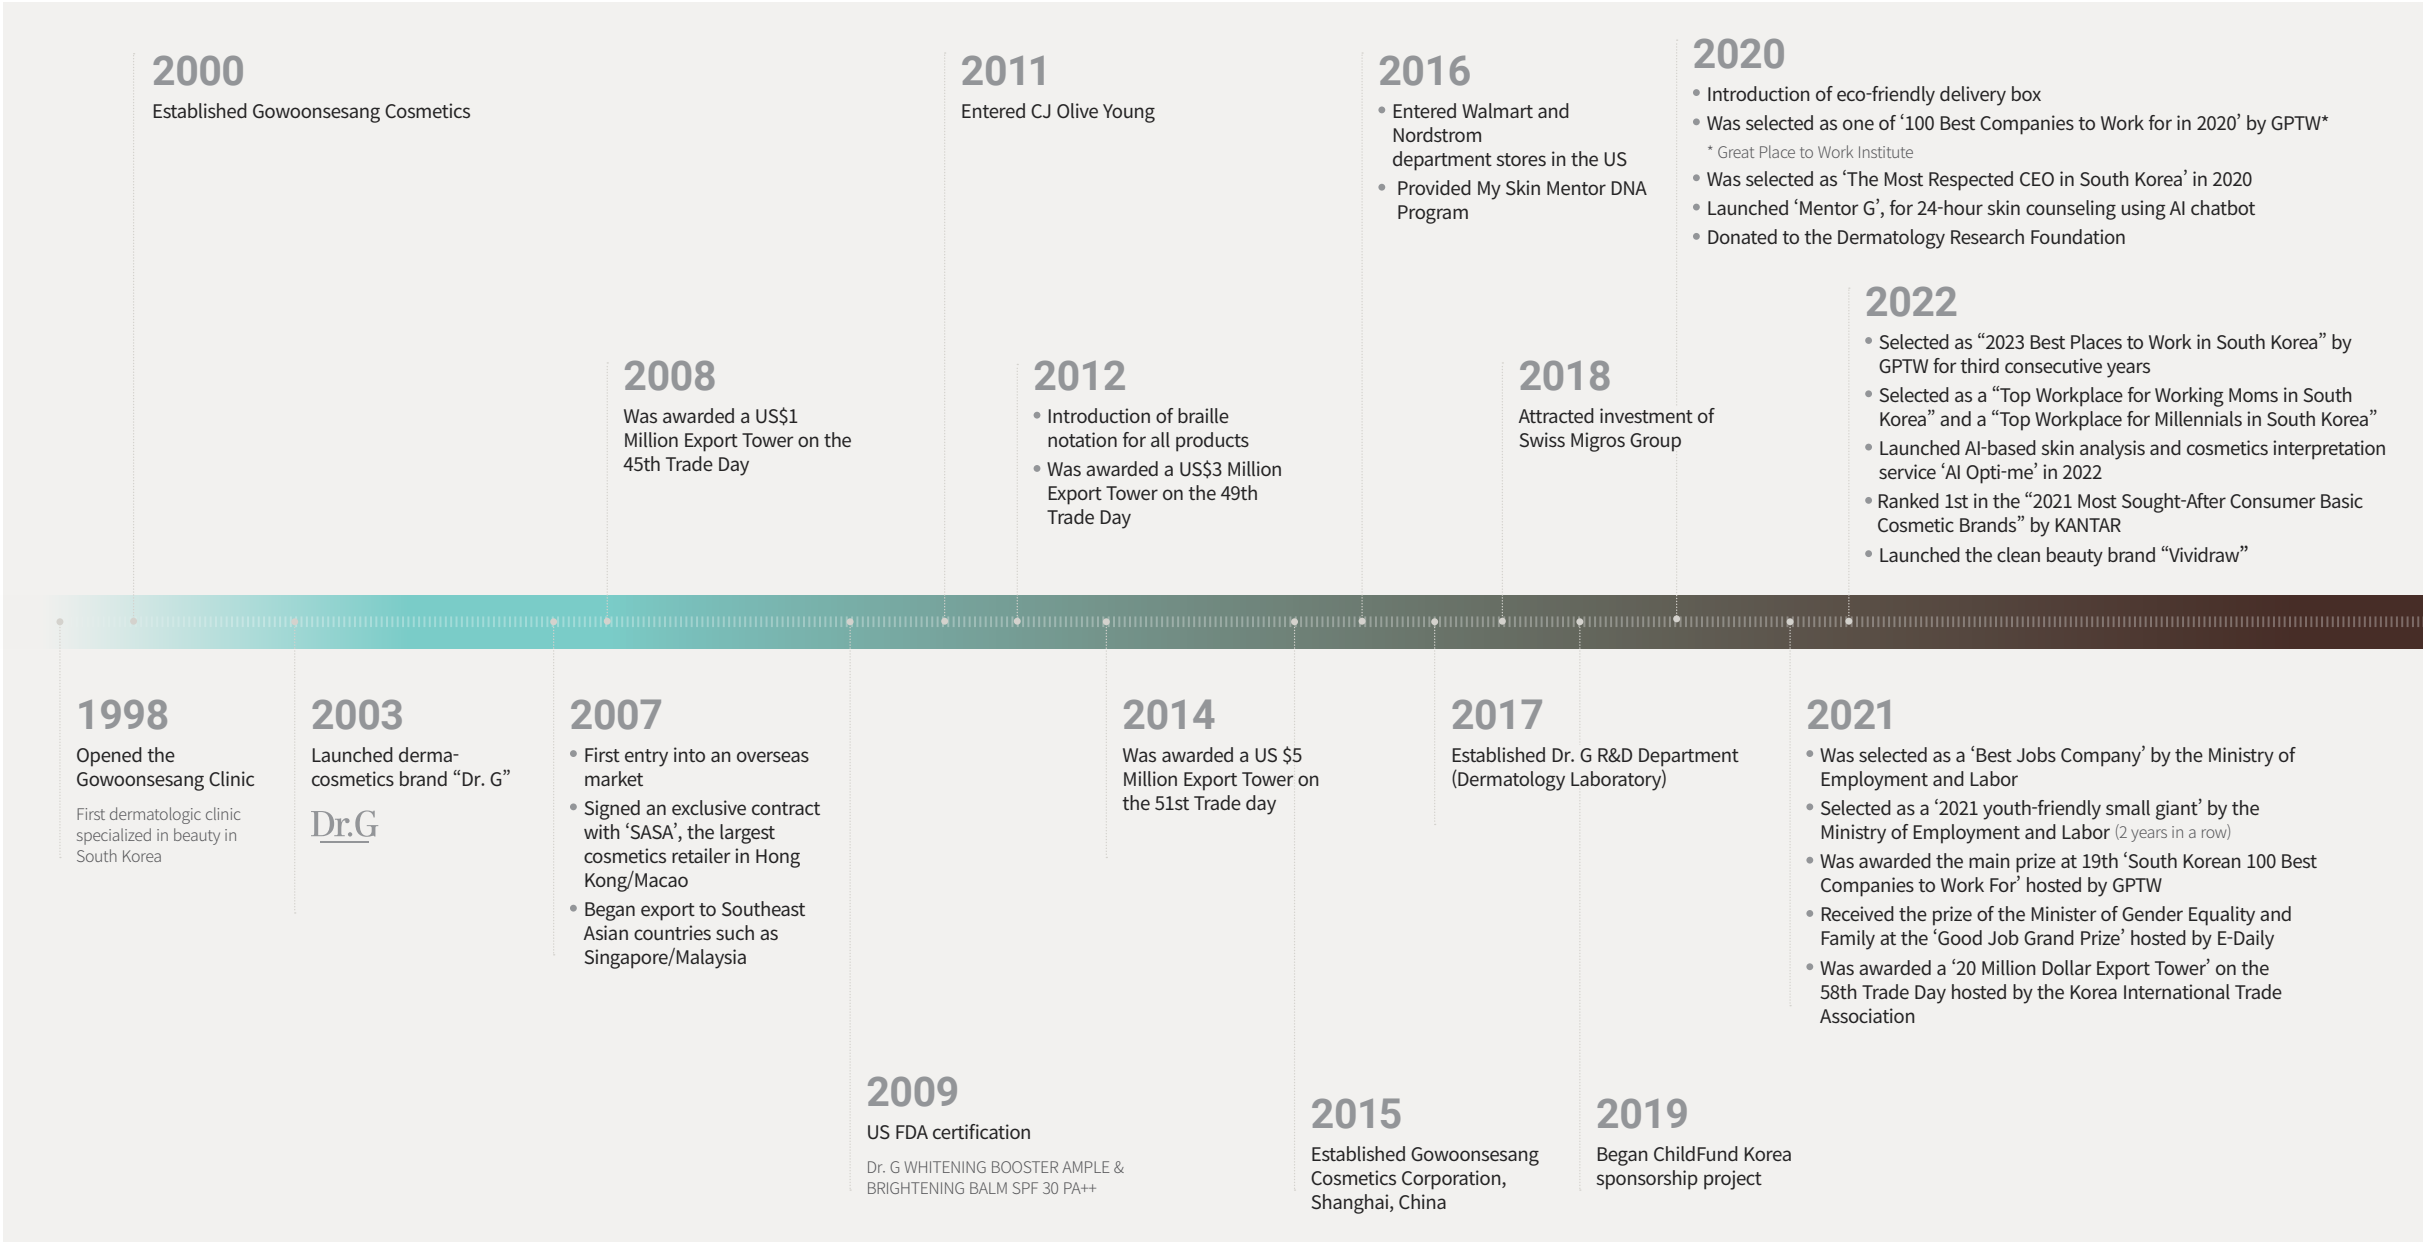 2000
Established Gowoonsesang Cosmetics
2011
Entered CJ Olive Young
2016
• Entered Walmart and
Nordstrom
department stores in the US
• Provided My Skin Mentor DNA
Program
2020
• Introduction of eco-friendly delivery box
• Was selected as one of ‘100 Best Companies to Work for in 2020’ by GPTW*
* Great Place to Work Institute
• Was selected as ‘The Most Respected CEO in South Korea’ in 2020
• Launched ‘Mentor G’, for 24-hour skin counseling using AI chatbot
• Donated to the Dermatology Research Foundation
2008
Was awarded a US$1
Million Export Tower on the
45th Trade Day
2012
• Introduction of braille
notation for all products
• Was awarded a US$3 Million
Export Tower on the 49th
Trade Day
2018
Attracted investment of
Swiss Migros Group
2022
• Selected as “2023 Best Places to Work in South Korea” by
GPTW for third consecutive years
• Selected as a “Top Workplace for Working Moms in South
Korea” and a “Top Workplace for Millennials in South Korea”
• Launched AI-based skin analysis and cosmetics interpretation
service ‘AI Opti-me’ in 2022
• Ranked 1st in the “2021 Most Sought-After Consumer Basic
Cosmetic Brands” by KANTAR
• Launched the clean beauty brand “Vividraw”
1998
Opened the
Gowoonsesang Clinic
First dermatologic clinic
specialized in beauty in
South Korea
2003
Launched derma-
cosmetics brand “Dr. G”
Dr.G
2007
• First entry into an overseas
market
• Signed an exclusive contract
with ‘SASA’, the largest
cosmetics retailer in Hong
Kong/Macao
• Began export to Southeast
Asian countries such as
Singapore/Malaysia
2014
Was awarded a US $5
Million Export Tower on
the 51st Trade day
2017
Established Dr. G R&D Department
(Dermatology Laboratory)
2021
• Was selected as a ‘Best Jobs Company’ by the Ministry of
Employment and Labor
• Selected as a ‘2021 youth-friendly small giant’ by the
Ministry of Employment and Labor (2 years in a row)
• Was awarded the main prize at 19th ‘South Korean 100 Best
Companies to Work For’ hosted by GPTW
• Received the prize of the Minister of Gender Equality and
Family at the ‘Good Job Grand Prize’ hosted by E-Daily
• Was awarded a ‘20 Million Dollar Export Tower’ on the
58th Trade Day hosted by the Korea International Trade
Association
2009
US FDA certification
Dr. G WHITENING BOOSTER AMPLE &
BRIGHTENING BALM SPF 30 PA++
2015
Established Gowoonsesang
Cosmetics Corporation,
Shanghai, China
2019
Began ChildFund Korea
sponsorship project